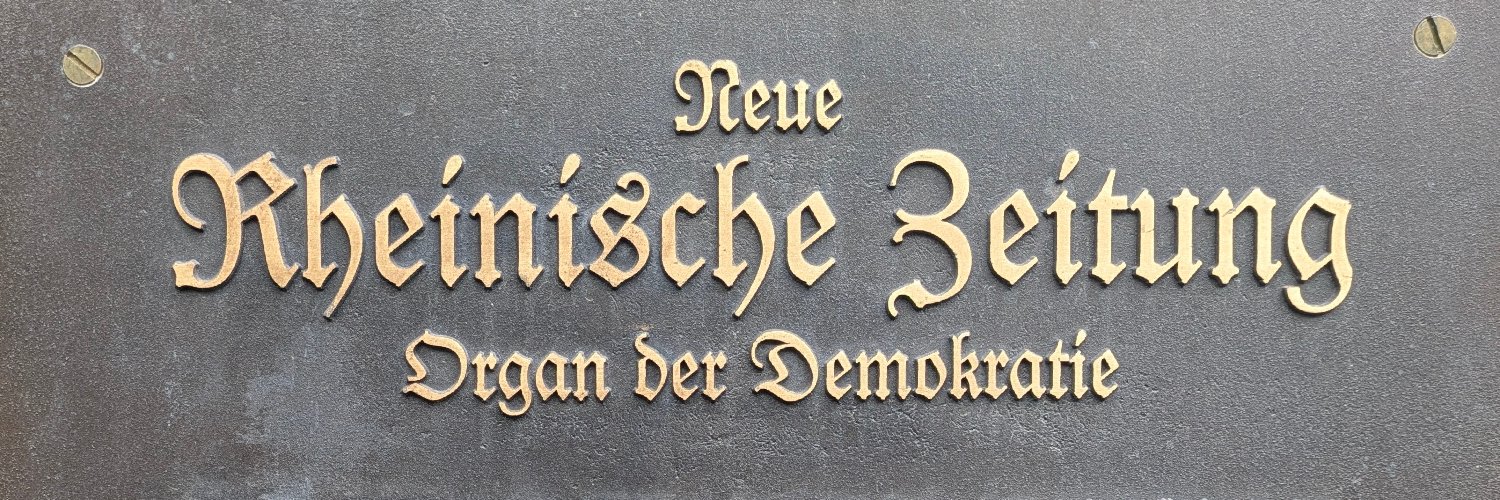 Neue
Rheinische Zeitung
Organ der Demokratie